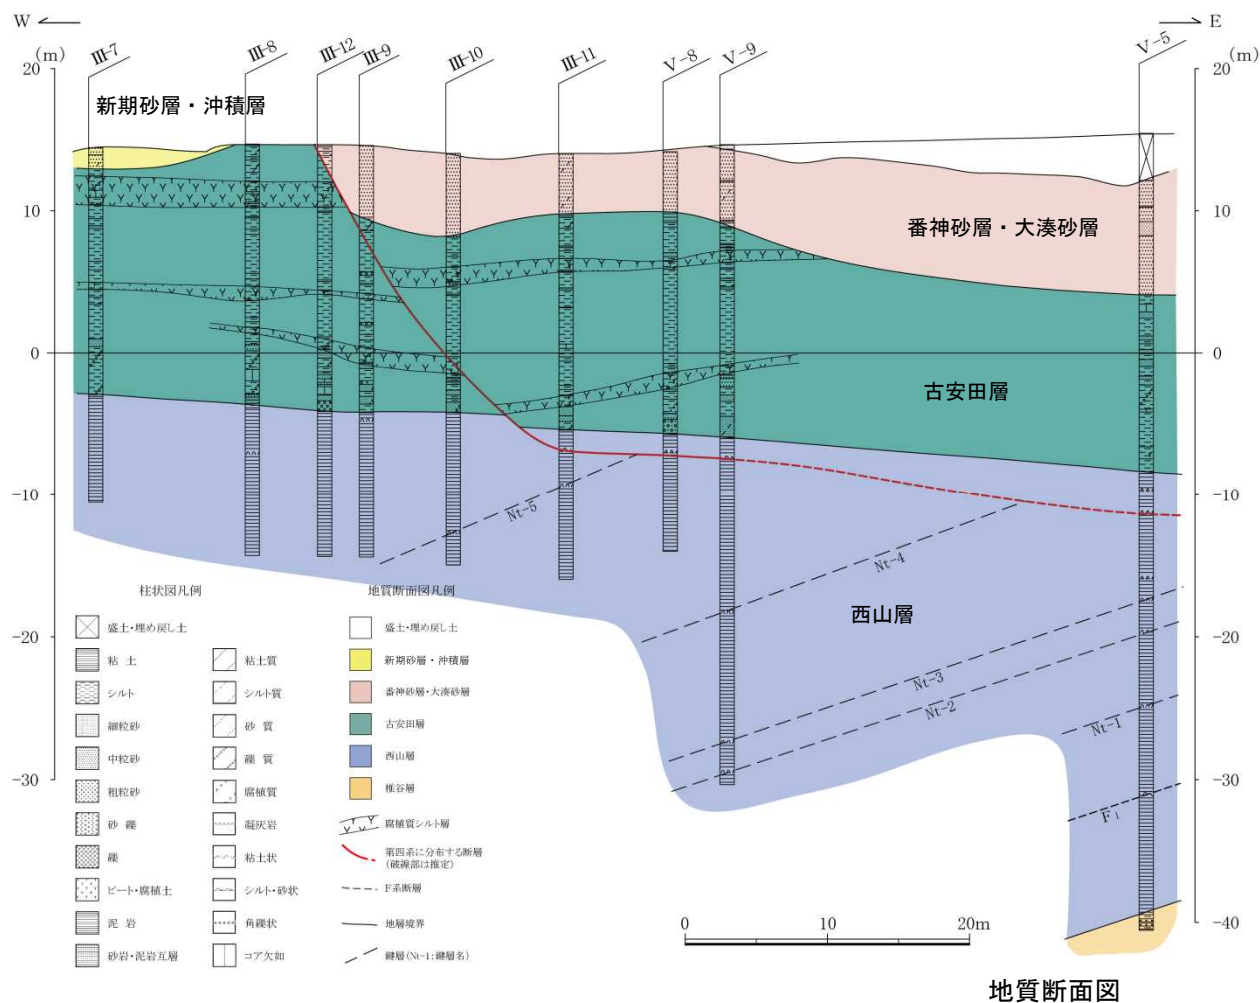 W
E
(m)
Ⅲ-7
Ⅲ-8
Ⅲ-12
Ⅲ-9
Ⅲ-10
Ⅲ-11
Ⅴ-8
Ⅴ-9
Ⅴ-5
(m)
20
20
新期砂層・沖積層
10
10
番神砂層・大湊砂層
0
0
古安田層
-10
-10
Nt-5
Nt-4
西山層
-20
-20
Nt-3
Nt-2
Nt-1
-30
-30
F1
-40
柱状図凡例
盛土・埋め戻し土
粘 土
シルト
細粒砂
中粒砂
粗粒砂
砂 礫
礫
ピート・腐植土
泥 岩
砂岩・泥岩互層
粘土質
シルト質
砂 質
礫 質
腐植質
凝灰岩
粘土状
シルト・砂状
角礫状
コア欠如
地質断面図凡例
盛土・埋め戻し土
新期砂層・沖積層
番神砂層・大湊砂層
古安田層
西山層
椎谷層
腐植質シルト層
第四系に分布する断層
(破線部は推定)
F系断層
地層境界
鍵層(Nt-1:鍵層名)
0 10 20m
地質断面図